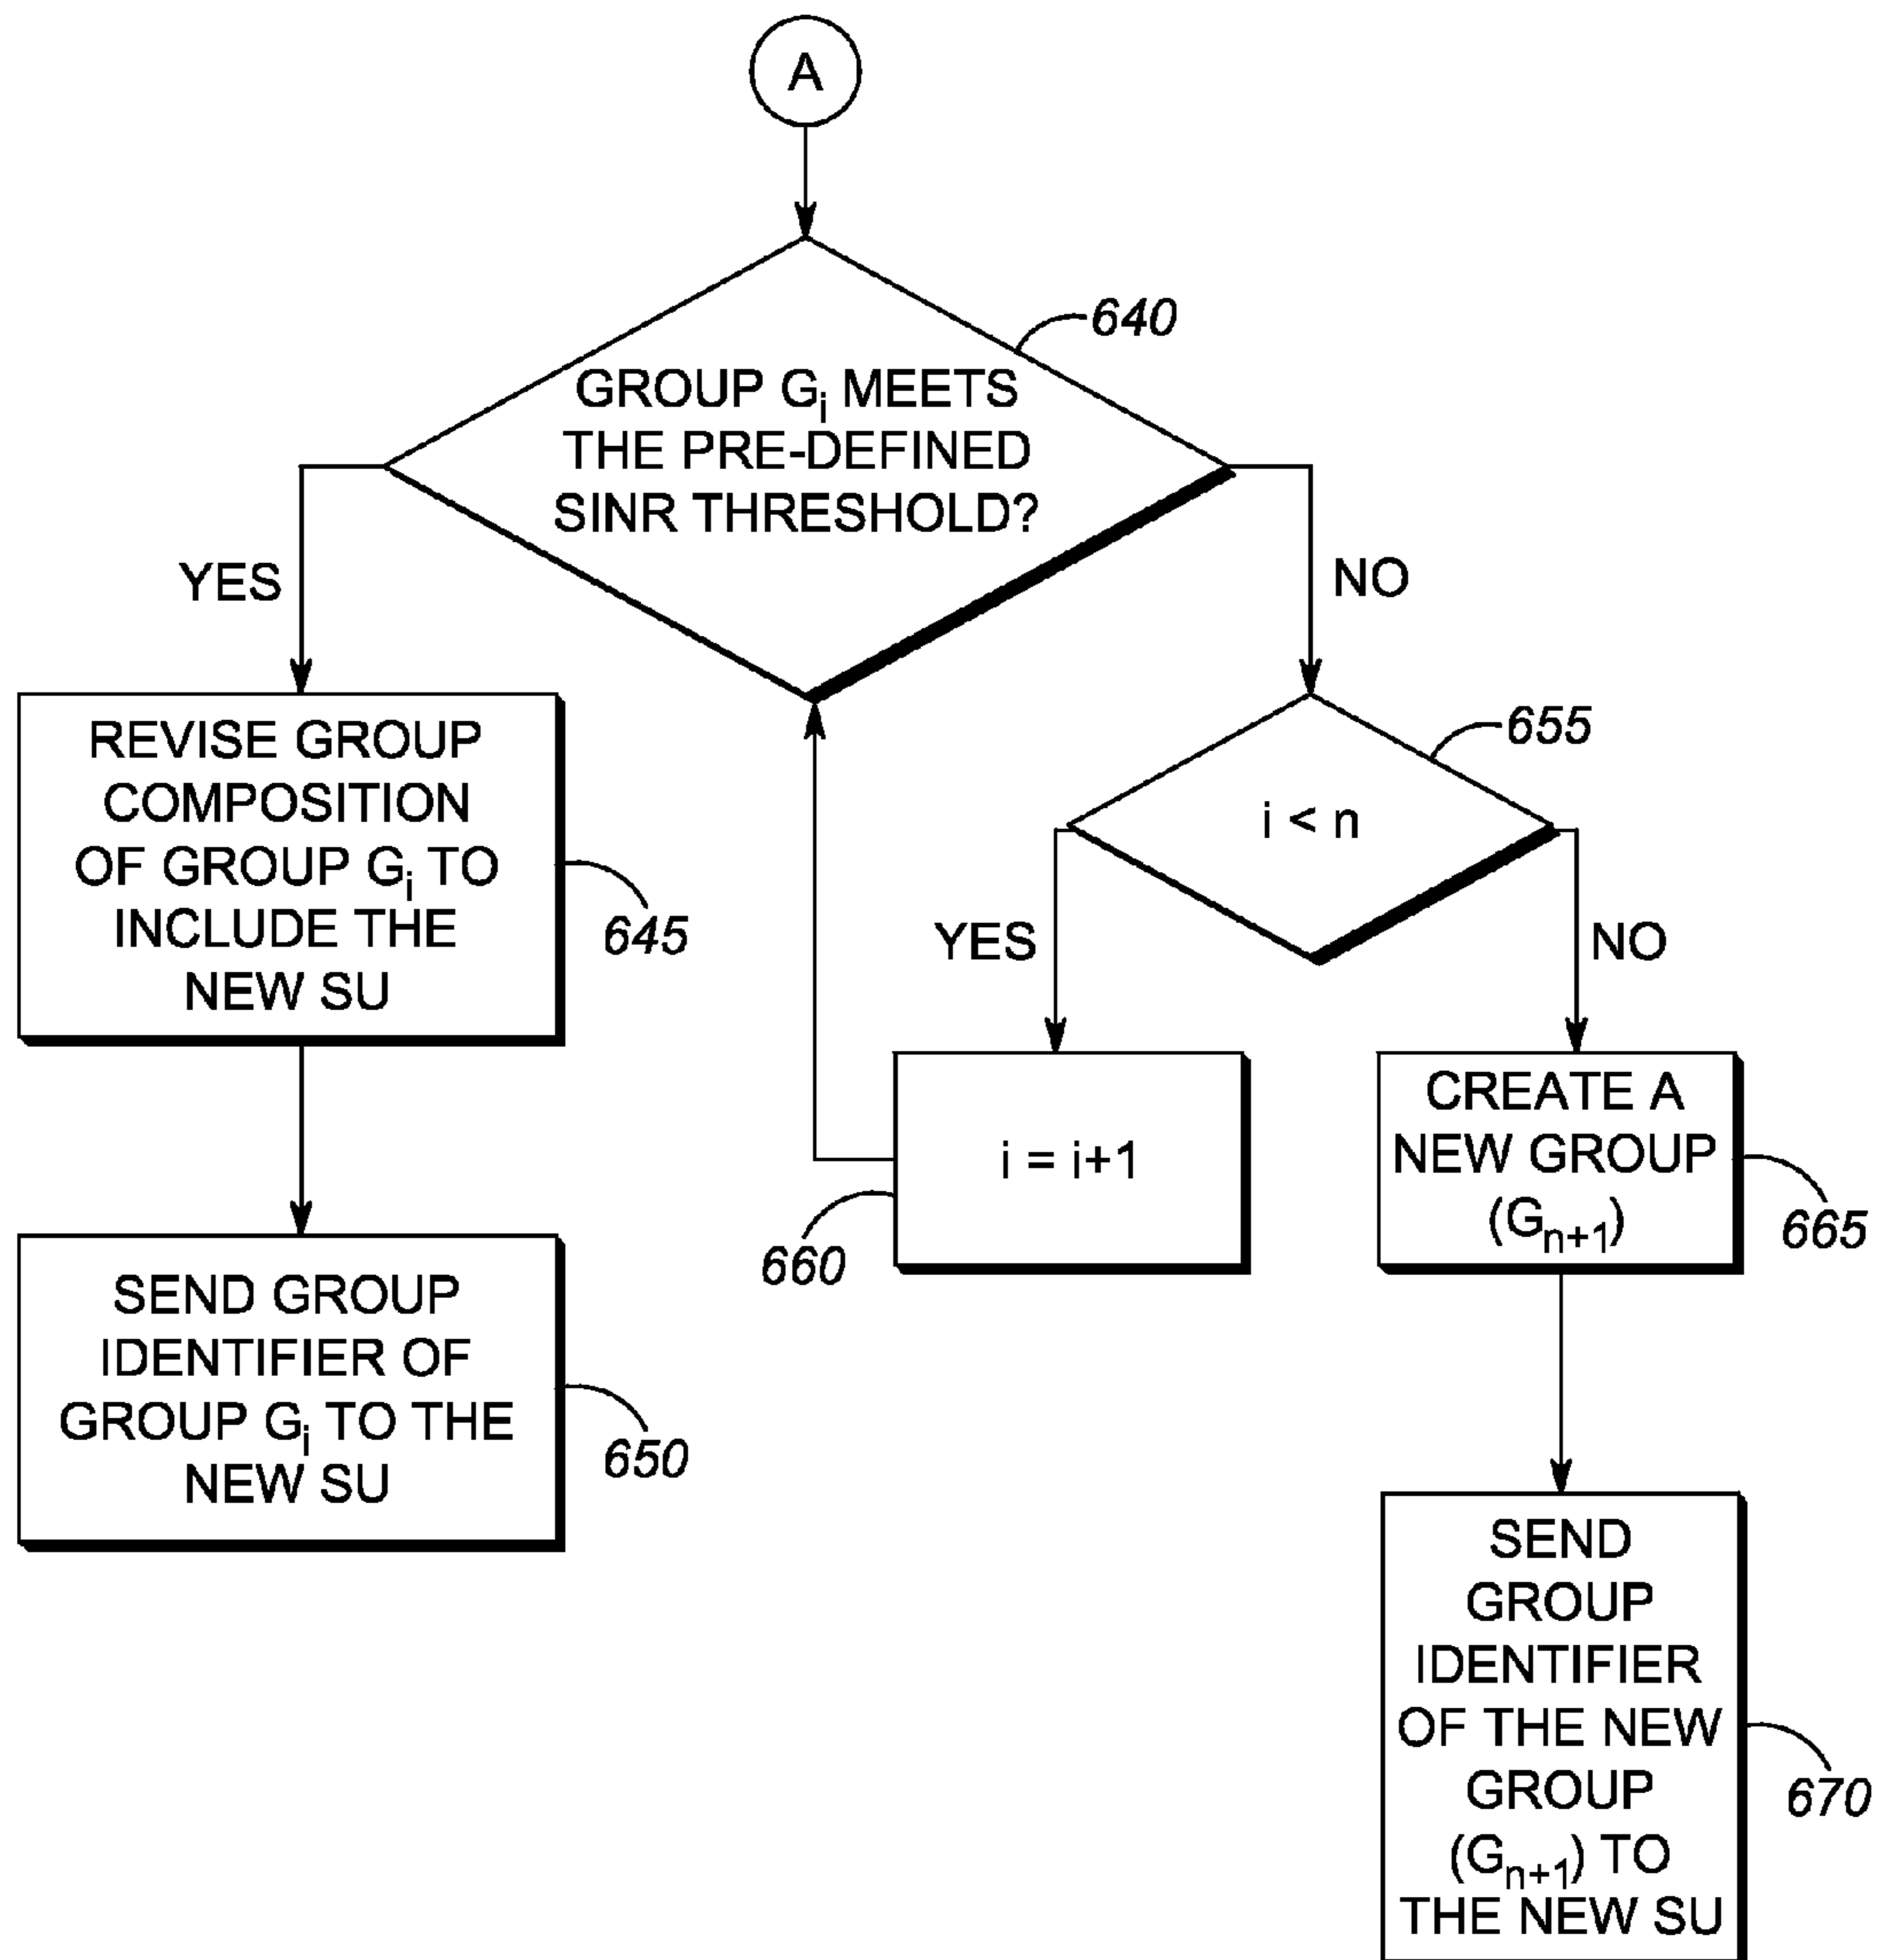 A
640
GROUP Gi MEETS
THE PRE-DEFINED
SINR THRESHOLD?
YES
NO
REVISE GROUP
COMPOSITION
OF GROUP Gi TO
INCLUDE THE
NEW SU
645
655
i < n
YES
NO
i = i+1
660
CREATE A
NEW GROUP
(Gn+1)
665
SEND GROUP
IDENTIFIER OF
GROUP Gi TO THE
NEW SU
650
SEND
GROUP
IDENTIFIER
OF THE NEW
GROUP
(Gn+1) TO
THE NEW SU
670